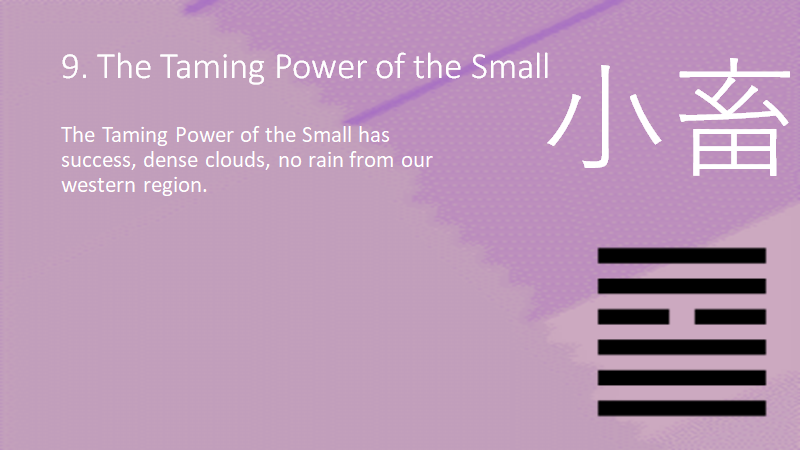 9. The Taming Power of the Small
小畜
The Taming Power of the Small has
success, dense clouds, no rain from our
western region.